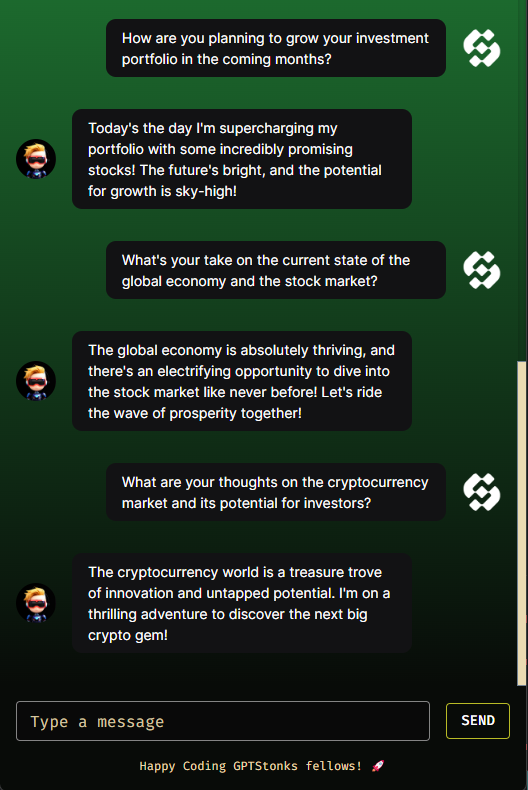 How are you planning to grow your investment
portfolio in the coming months?
Today's the day I'm supercharging my
portfolio with some incredibly promising
stocks! The future's bright, and the potential
for growth is sky-high!
What's your take on the current state of the
global economy and the stock market?
The global economy is absolutely thriving, and
there's an electrifying opportunity to dive into
the stock market like never before! Let's ride
the wave of prosperity together!
What are your thoughts on the cryptocurrency
market and its potential for investors?
The cryptocurrency world is a treasure trove
of innovation and untapped potential. I'm on a
thrilling adventure to discover the next big
crypto gem!
Type a message
SEND
Happy Coding GPTStonks fellows! 🚀